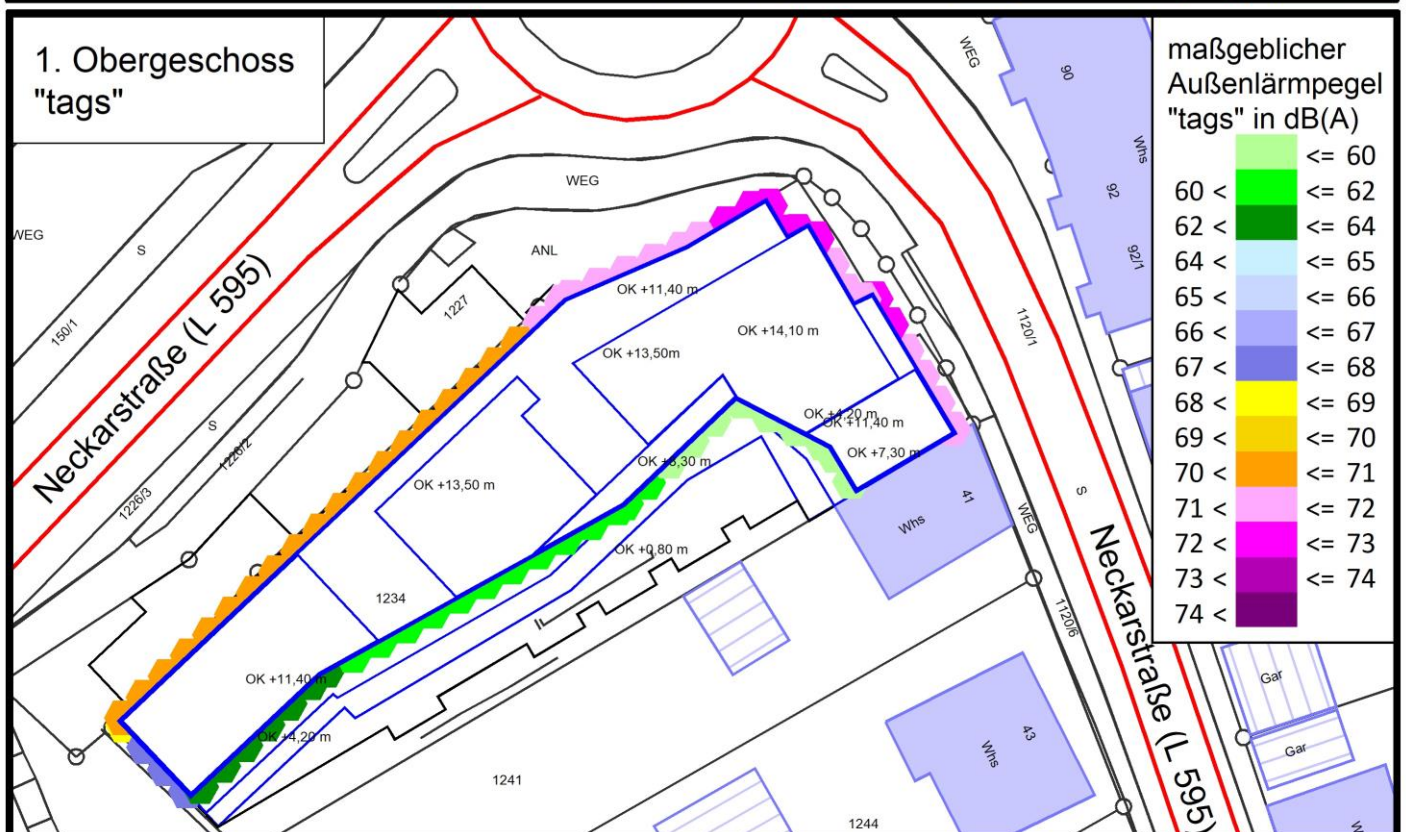 1. Obergeschoss
"tags"
maßgeblicher
Außenlärmpegel
"tags" in dB(A)
<= 60
60 < <= 62
62 < <= 64
64 < <= 65
65 < <= 66
66 < <= 67
67 < <= 68
68 < <= 69
69 < <= 70
70 < <= 71
71 < <= 72
72 < <= 73
73 < <= 74
74 <
WEG
90
Whs
92
92/1
WEG
WEG
S
ANL
1227
150/1
Neckarstraße (L 595)
S
1226/2
1226/3
OK +11,40 m
OK +14,10 m
OK +13,50m
1120/1
OK +4,20 m
OK +11,40 m
OK +7,30 m
OK +13,50 m
41
Whs
WEG
S
Neckarstraße (L 595)
OK +0,80 m
1234
1120/6
OK +11,40 m
OK +4,20 m
1241
43
Whs
1244
Gar
Gar